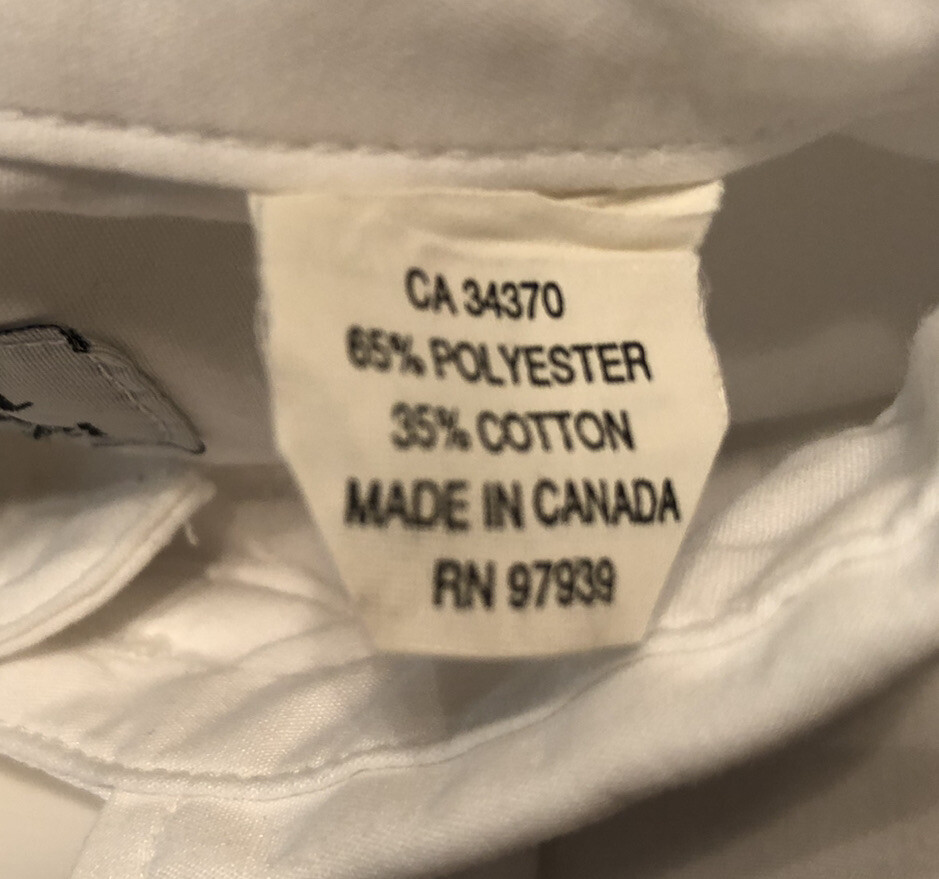 CA 34370
65% POLYESTER
35% COTTON
MADE IN CANADA
RN 97939